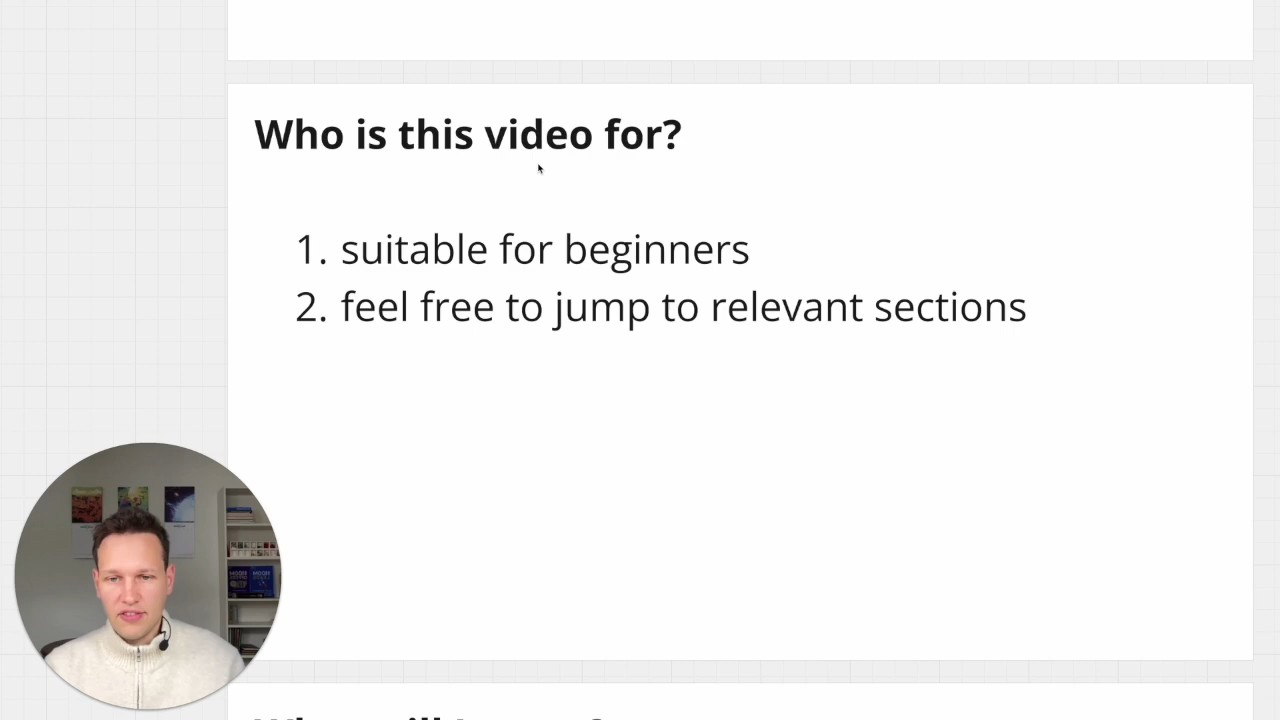 Who is this video for?
1. suitable for beginners
2. feel free to jump to relevant sections